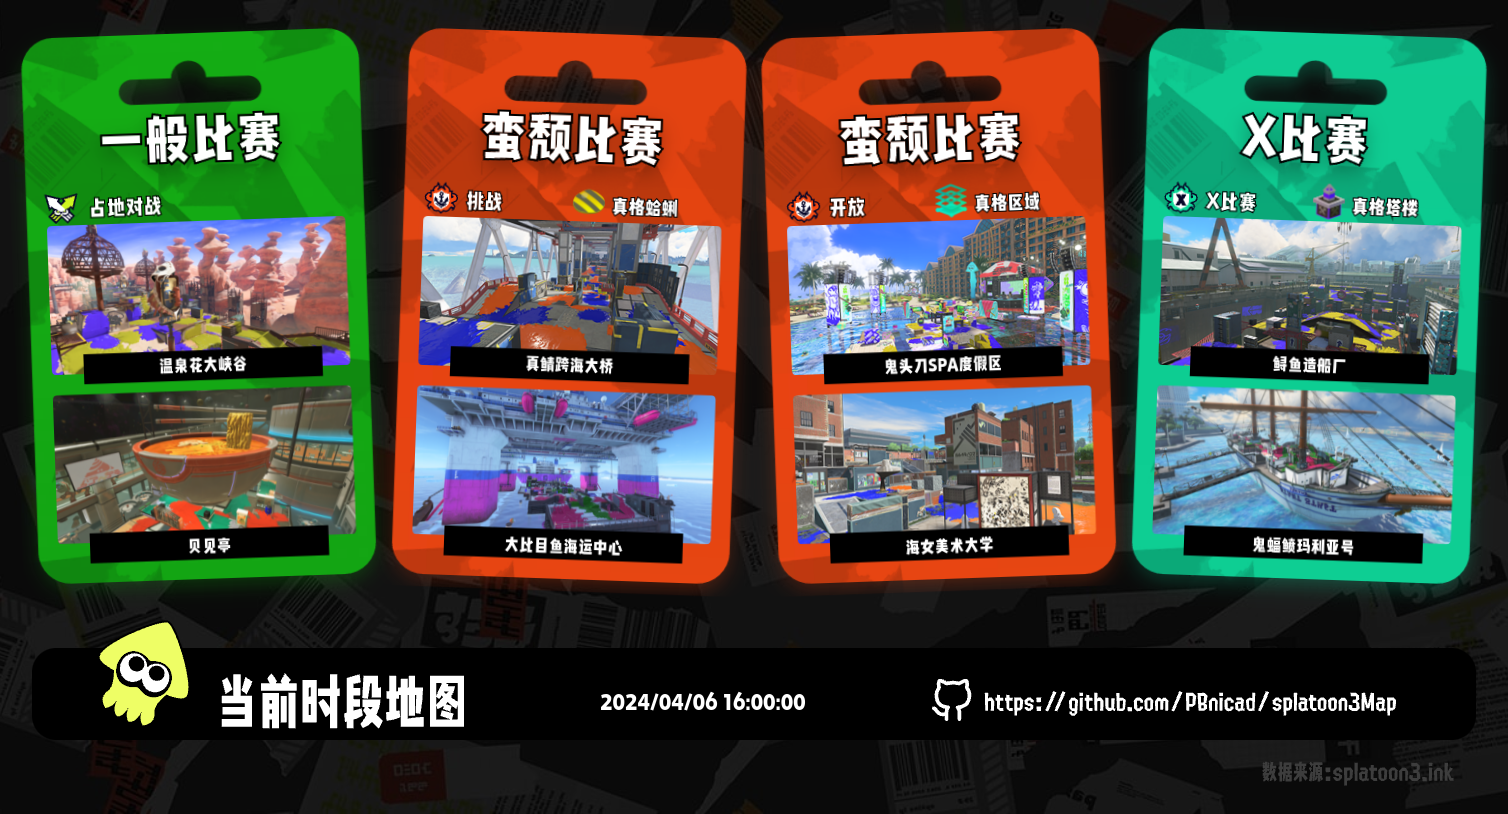 一般比赛
占地对战
温泉花大峡谷
贝贝亭
蛮颓比赛
挑战
真格蛤蜊
真鲷跨海大桥
大比目鱼海运中心
蛮颓比赛
开放
真格区域
鬼头刀SPA度假区
海女美术大学
X比赛
X比赛
真格塔楼
鲟鱼造船厂
鬼蝠鲼玛利亚号
当前时段地图
2024/04/06 16:00:00
https://github.com/PBnicad/splatoon3Map
数据来源:splatoon3.ink